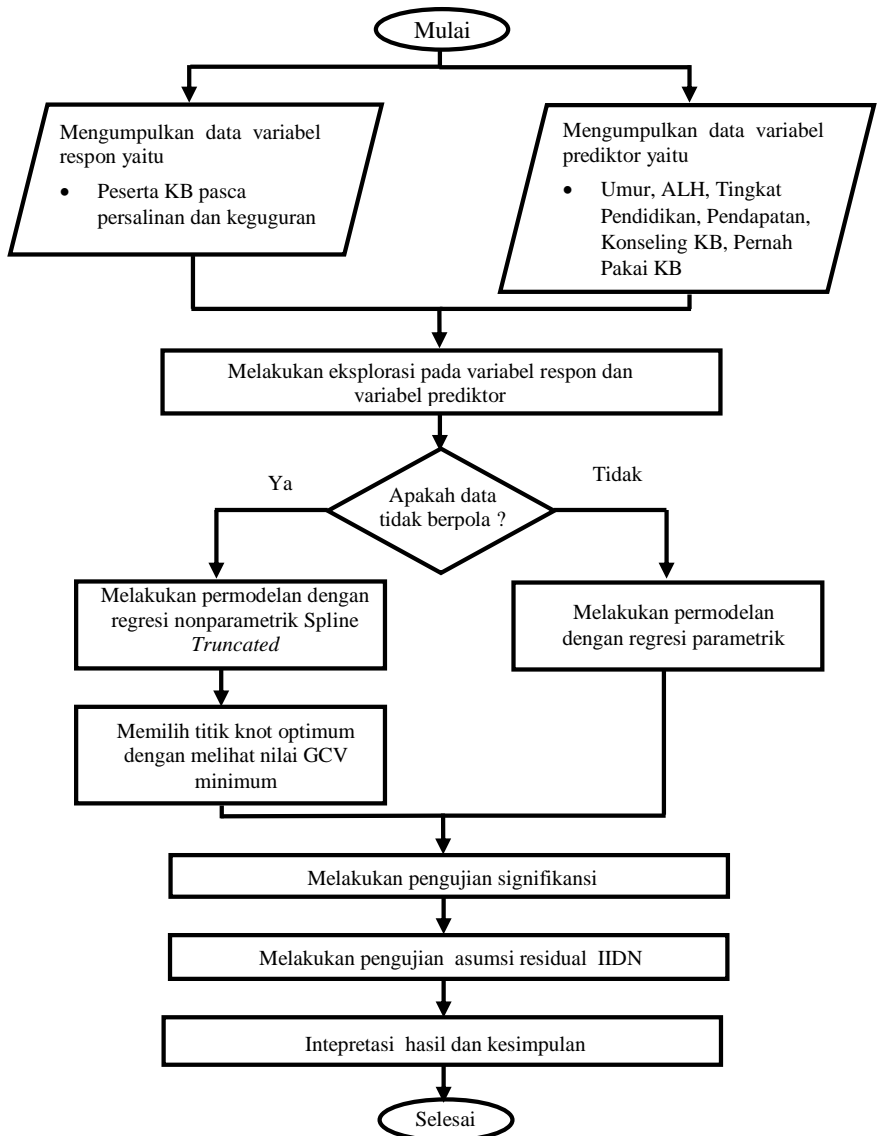 Mulai
Mengumpulkan data variabel
respon yaitu
• Peserta KB pasca
persalinan dan keguguran
Mengumpulkan data variabel
prediktor yaitu
• Umur, ALH, Tingkat
Pendidikan, Pendapatan,
Konseling KB, Pernah
Pakai KB
Melakukan eksplorasi pada variabel respon dan
variabel prediktor
Ya
Apakah data
tidak berpola ?
Tidak
Melakukan permodelan dengan
regresi nonparametrik Spline
Truncated
Melakukan permodelan
dengan regresi parametrik
Memilih titik knot optimum
dengan melihat nilai GCV
minimum
Melakukan pengujian signifikansi
Melakukan pengujian asumsi residual IIDN
Intepretasi hasil dan kesimpulan
Selesai